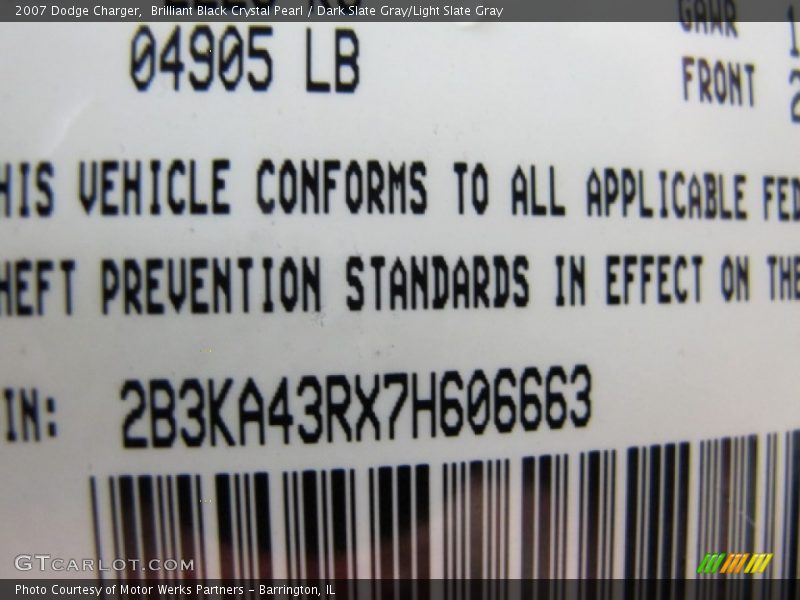 2007 Dodge Charger,  Brilliant Black Crystal Pearl / Dark Slate Gray/Light Slate Gray
GAWR
04905 LB
FRONT
HIS VEHICLE CONFORMS TO ALL APPLICABLE FED
HEFT PREVENTION STANDARDS IN EFFECT ON THE
IN: 2B3KA43RX7H606663
GTCARLOT.COM
Photo Courtesy of Motor Werks Partners - Barrington, IL